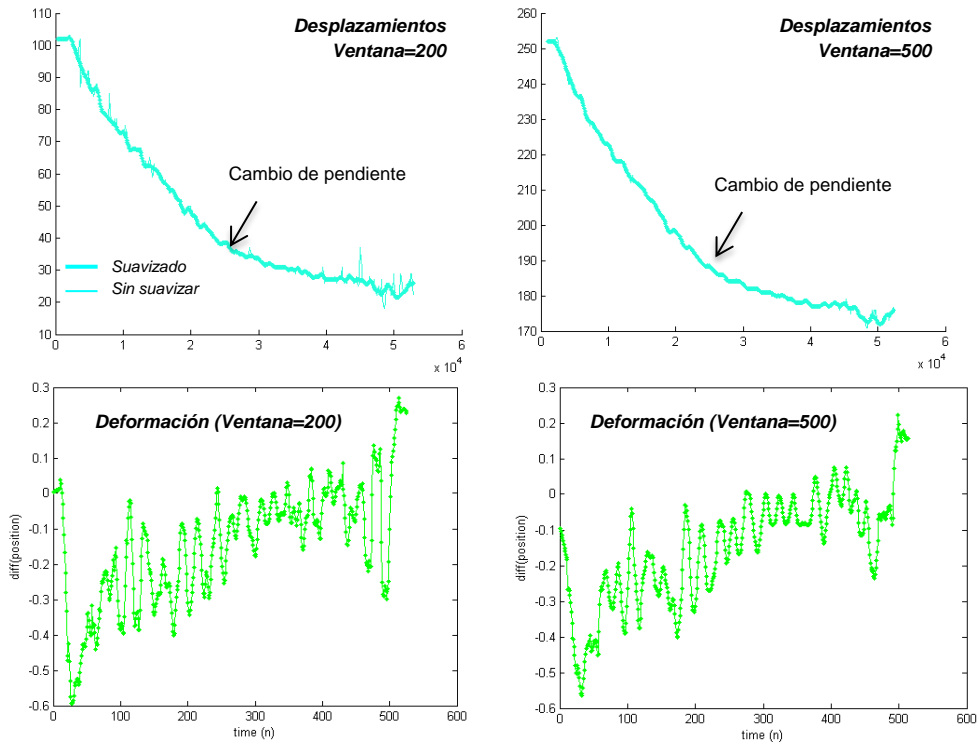 Desplazamientos
Ventana=200
110
100
90
80
70
60
50
40
30
20
10
Cambio de pendiente
Suavizado
Sin suavizar
0 1 2 3 4 5 6
x 10^4
Desplazamientos
Ventana=500
260
250
240
230
220
210
200
190
180
170
Cambio de pendiente
0 1 2 3 4 5 6
x 10^4
Deformación (Ventana=200)
0.3
0.2
0.1
0
-0.1
-0.2
-0.3
-0.4
-0.5
-0.6
diff(position)
0 100 200 300 400 500 600
time (n)
Deformación (Ventana=500)
0.3
0.2
0.1
0
-0.1
-0.2
-0.3
-0.4
-0.5
-0.6
diff(position)
0 100 200 300 400 500 600
time (n)